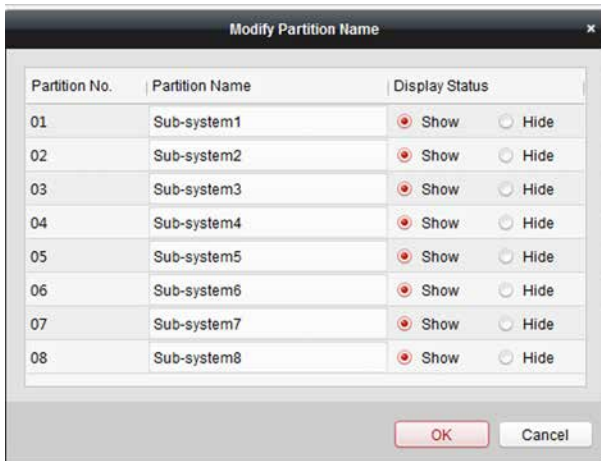 Modify Partition Name ×
Partition No. Partition Name Display Status
01 Sub-system1 Show Hide
02 Sub-system2 Show Hide
03 Sub-system3 Show Hide
04 Sub-system4 Show Hide
05 Sub-system5 Show Hide
06 Sub-system6 Show Hide
07 Sub-system7 Show Hide
08 Sub-system8 Show Hide
OK Cancel